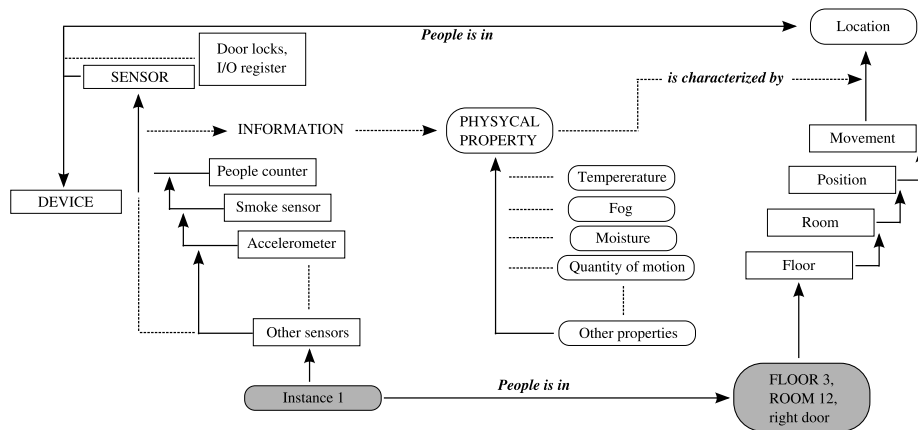 People is in
Location
Door locks,
I/O register
SENSOR
is characterized by
INFORMATION
PHYSYCAL
PROPERTY
Movement
People counter
Tempererature
Position
DEVICE
Smoke sensor
Fog
Room
Accelerometer
Moisture
Quantity of motion
Floor
Other sensors
Other properties
Instance 1
People is in
FLOOR 3,
ROOM 12,
right door